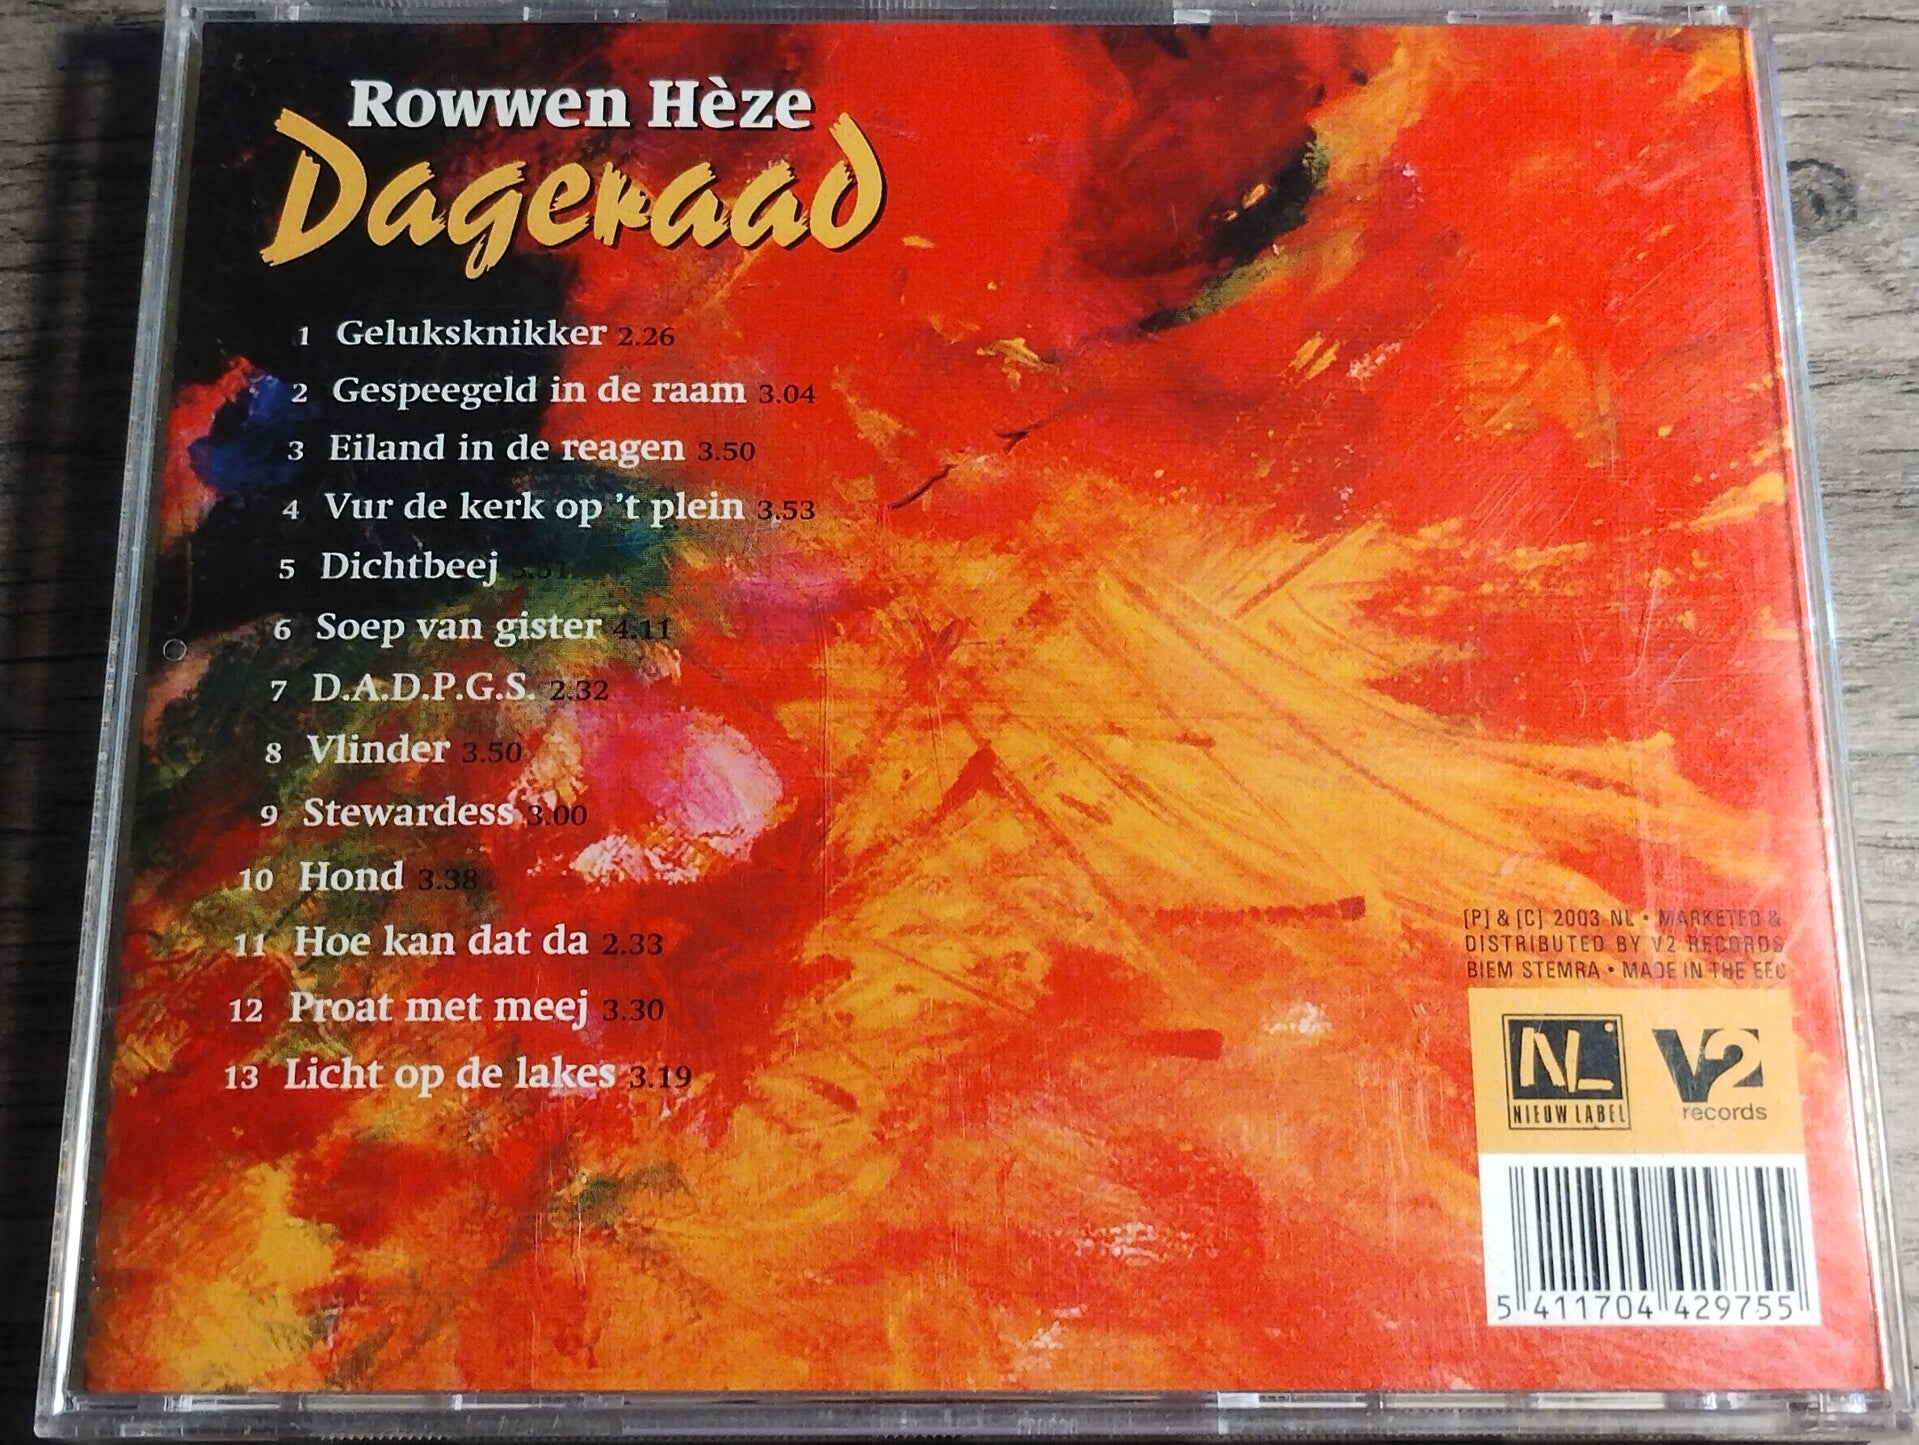 Rowwen Hèze
Dageraad
1 Geluksknikker 2.26
2 Gespeegeld in de raam 3.04
3 Eiland in de reagen 3.50
4 Vur de kerk op 't plein 3.53
5 Dichtbeej
6 Soep van gister 4.11
7 D.A.D.P.G.S. 2.32
8 Vlinder 3.50
9 Stewardess 3.00
10 Hond 3.38
11 Hoe kan dat da 2.33
12 Proat met meej 3.30
13 Licht op de lakes 3.19
[P] & [C] 2003 NL • MARKETED &
DISTRIBUTED BY V2 RECORDS
BIEM STEMRA • MADE IN THE EEC
NL
NIEUW LABEL
V2
records
5 411704 429755